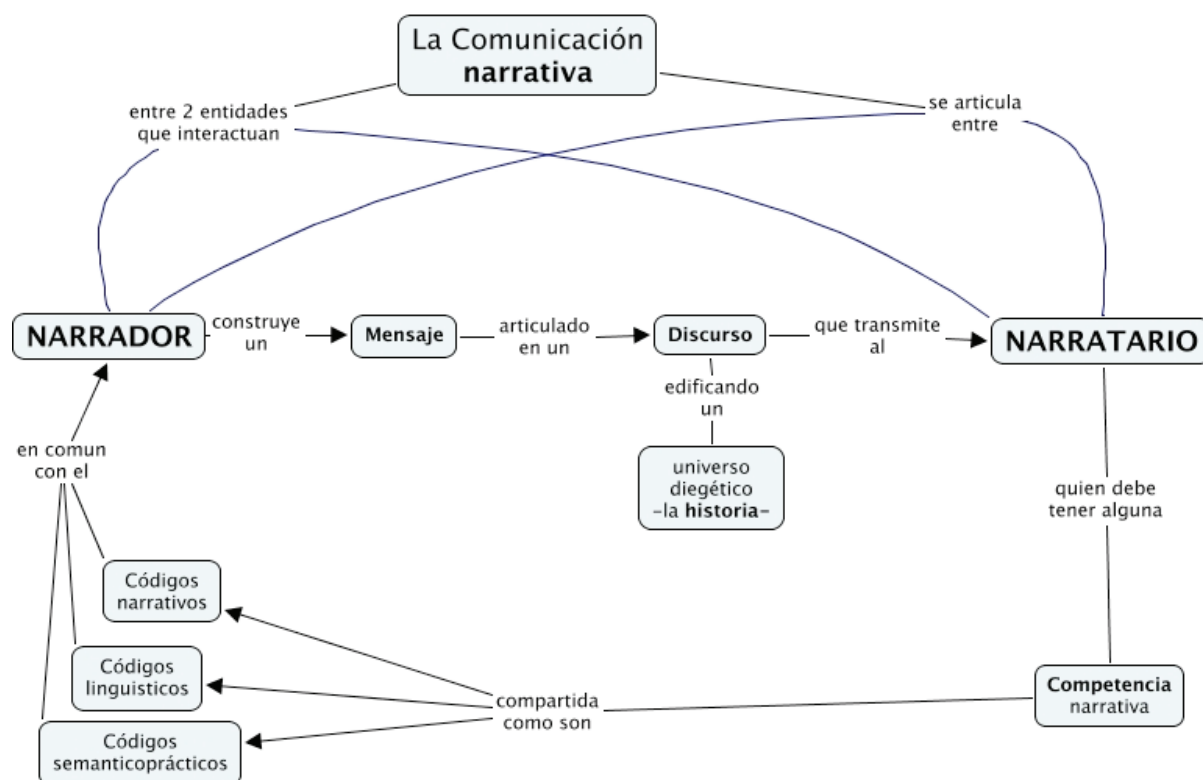 La Comunicación
narrativa
entre 2 entidades
que interactuan
se articula
entre
NARRADOR
construye
un
Mensaje
articulado
en un
Discurso
que transmite
al
NARRATARIO
edificando
un
universo
diegético
–la historia–
en comun
con el
quien debe
tener alguna
Códigos
narrativos
Códigos
linguisticos
Códigos
semanticoprácticos
compartida
como son
Competencia
narrativa